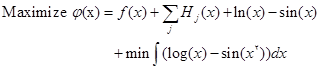 Maximize φ(x) = f(x) + ∑_j H_j(x) + ln(x) − sin(x)
+ min ∫ (log(x) − sin(x^x))dx